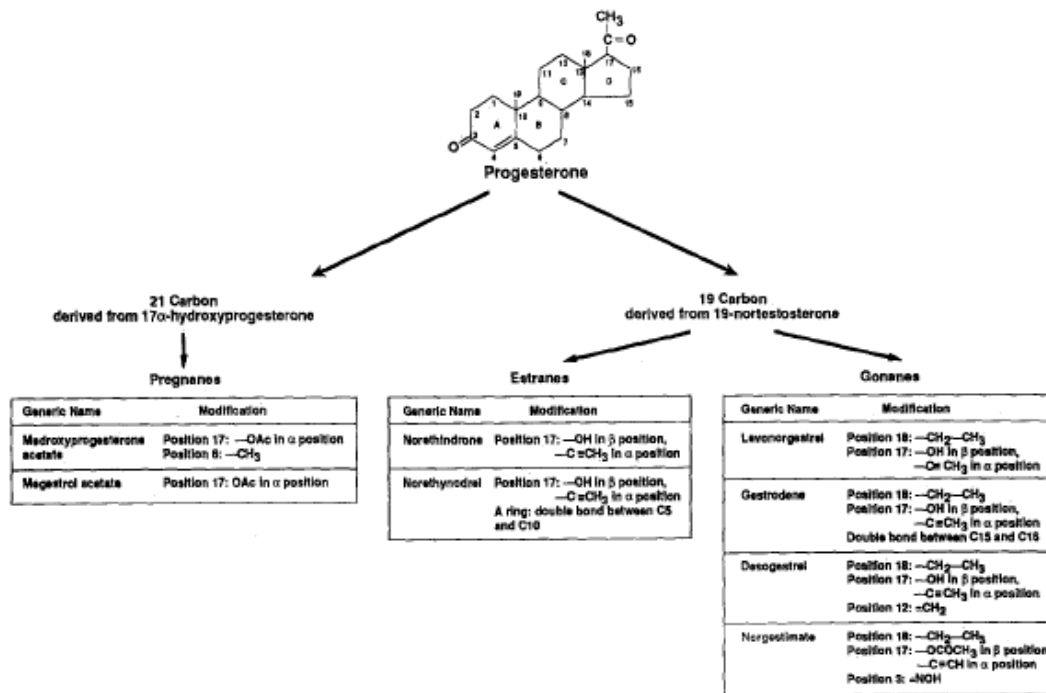 CH3
C=O
18
12
17
11
13
16
C
D
19
14
15
1
9
2
10
8
A
B
3
5
7
O
4
6
Progesterone
21 Carbon
derived from 17α-hydroxyprogesterone
19 Carbon
derived from 19-nortestosterone
Pregnanes
Generic Name Modification
Medroxyprogesterone Position 17: —OAc in α position
acetate Position 6: —CH3
Megestrol acetate Position 17: OAc in α position
Estranes
Generic Name Modification
Norethindrone Position 17: —OH in β position,
—C≡CH3 in α position
Norethynodrel Position 17: —OH in β position,
—C≡CH3 in α position
A ring: double bond between C5
and C10
Gonanes
Generic Name Modification
Levonorgestrel Position 18: —CH2—CH3
Position 17: —OH in β position,
—C≡CH3 in α position
Gestrodene Position 18: —CH2—CH3
Position 17: —OH in β position,
—C≡CH3 in α position
Double bond between C15 and C16
Desogestrel Position 18: —CH2—CH3
Position 17: —OH in β position,
—C≡CH3 in α position
Position 12: =CH2
Norgestimate Position 18: —CH2—CH3
Position 17: —OCOCH3 in β position
—C≡CH in α position
Position 3: =NOH